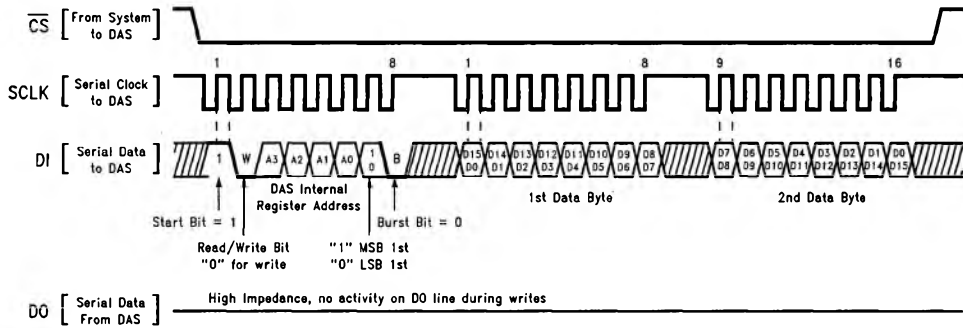 CS [ From System to DAS ]
1 8 1 8 9 16
SCLK [ Serial Clock to DAS ]
DI [ Serial Data to DAS ]
1 W A3 A2 A1 A0 1 B D15 D14 D13 D12 D11 D10 D9 D8 D7 D6 D5 D4 D3 D2 D1 D0
0 D0 D1 D2 D3 D4 D5 D6 D7 D8 D9 D10 D11 D12 D13 D14 D15
DAS Internal
Register Address
1st Data Byte
2nd Data Byte
Start Bit = 1
Burst Bit = 0
Read/Write Bit
"0" for write
"1" MSB 1st
"0" LSB 1st
DO [ Serial Data From DAS ]
High Impedance, no activity on DO line during writes